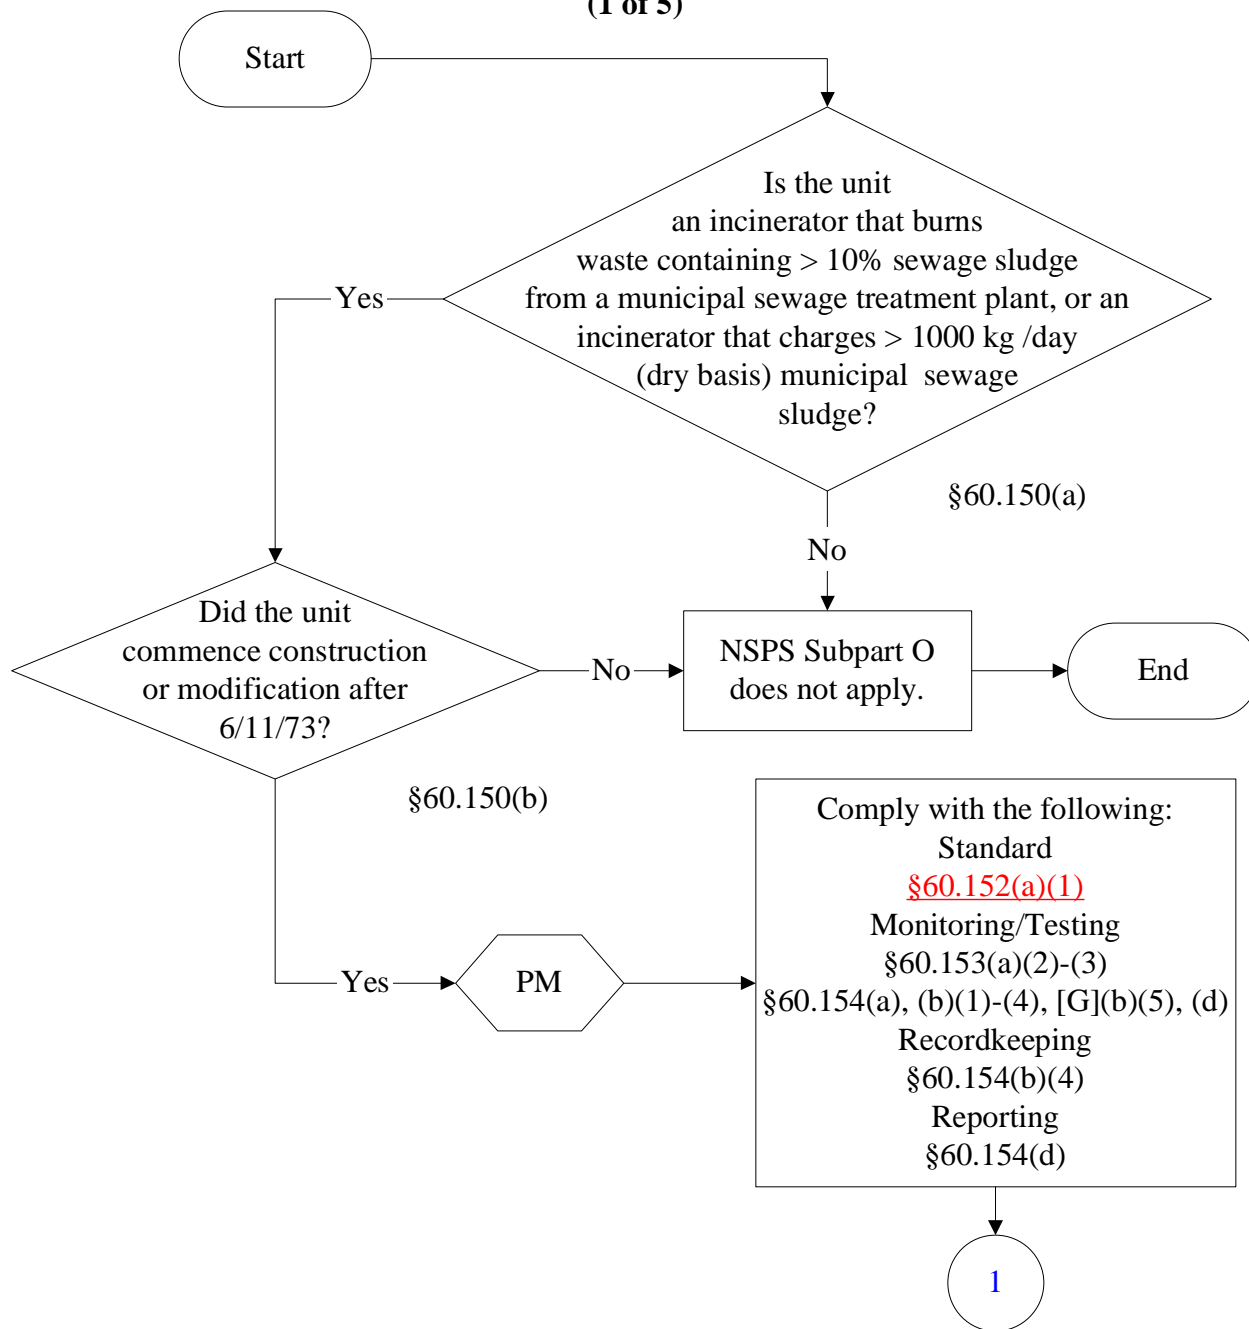 (1 of 5)
Start
Is the unit
an incinerator that burns
waste containing > 10% sewage sludge
from a municipal sewage treatment plant, or an
incinerator that charges > 1000 kg /day
(dry basis) municipal sewage
sludge?
Yes
§60.150(a)
No
Did the unit
commence construction
or modification after
6/11/73?
No
NSPS Subpart O
does not apply.
End
§60.150(b)
Yes
PM
Comply with the following:
Standard
§60.152(a)(1)
Monitoring/Testing
§60.153(a)(2)-(3)
§60.154(a), (b)(1)-(4), [G](b)(5), (d)
Recordkeeping
§60.154(b)(4)
Reporting
§60.154(d)
1